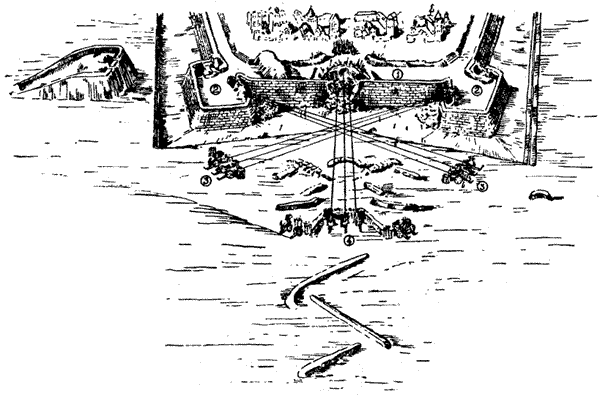 ①
② ②
③ ③
④